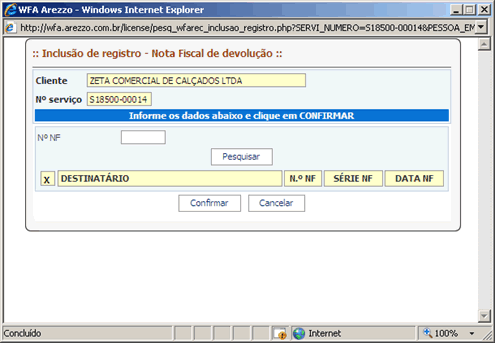 WFA Arezzo - Windows Internet Explorer
http://wfa.arezzo.com.br/license/pesq_wfarec_inclusao_registro.php?SERVI_NUMERO=S18500-00014&PESSOA_EM
:: Inclusão de registro - Nota Fiscal de devolução ::
Cliente ZETA COMERCIAL DE CALÇADOS LTDA
Nº serviço S18500-00014
Informe os dados abaixo e clique em CONFIRMAR
Nº NF
Pesquisar
X DESTINATÁRIO N.º NF SÉRIE NF DATA NF
Confirmar Cancelar
Concluído Internet 100%